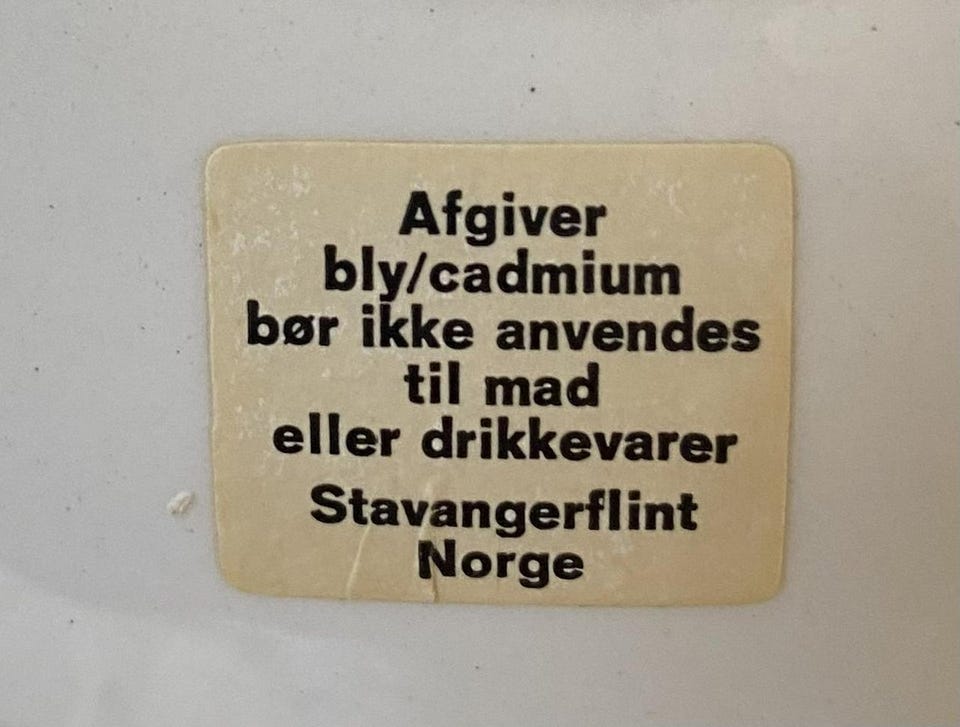 Afgiver
bly/cadmium
bør ikke anvendes
til mad
eller drikkevarer
Stavangerflint
Norge